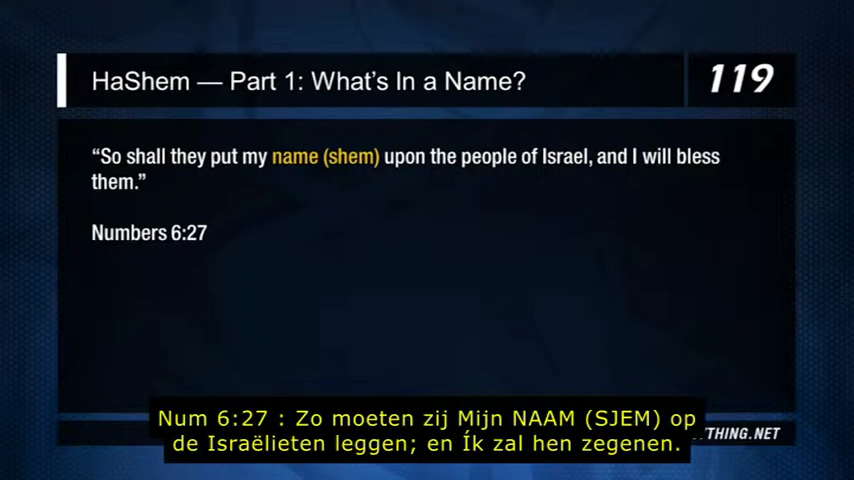 HaShem — Part 1: What's In a Name?
119
“So shall they put my name (shem) upon the people of Israel, and I will bless
them.”
Numbers 6:27
Num 6:27 : Zo moeten zij Mijn NAAM (SJEM) op
de Israëlieten leggen; en Ík zal hen zegenen.
THING.NET